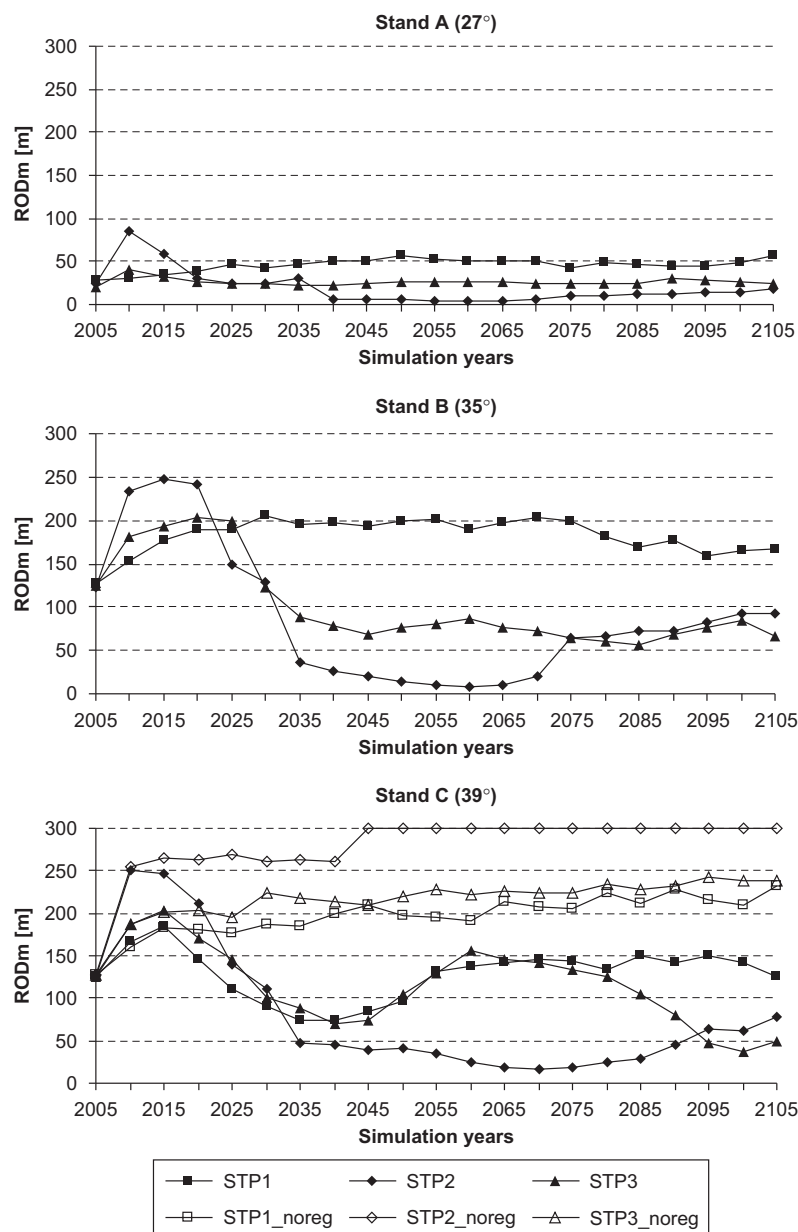 Stand A (27°)
RODm [m]
300
250
200
150
100
50
0
2005 2015 2025 2035 2045 2055 2065 2075 2085 2095 2105
Simulation years
Stand B (35°)
RODm [m]
300
250
200
150
100
50
0
2005 2015 2025 2035 2045 2055 2065 2075 2085 2095 2105
Simulation years
Stand C (39°)
RODm [m]
300
250
200
150
100
50
0
2005 2015 2025 2035 2045 2055 2065 2075 2085 2095 2105
Simulation years
STP1 STP2 STP3
STP1_noreg STP2_noreg STP3_noreg